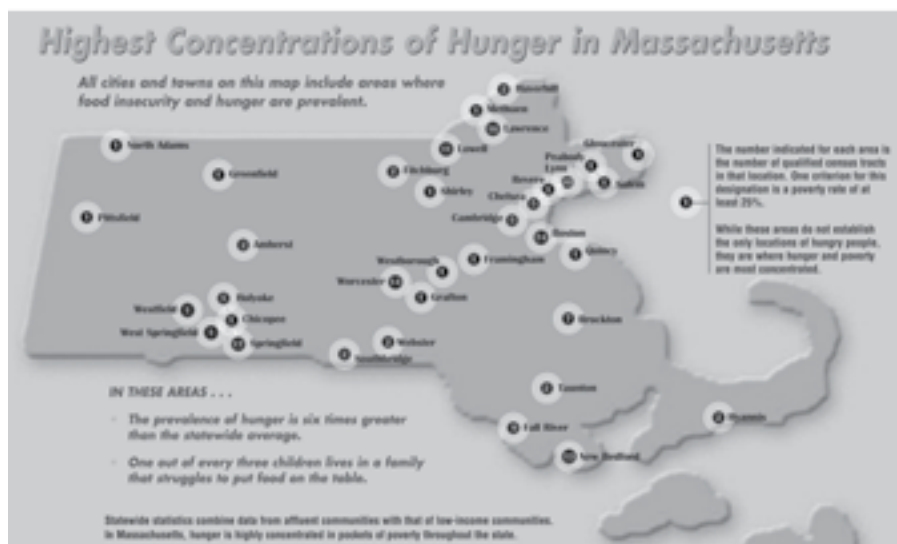 Highest Concentrations of Hunger in Massachusetts
All cities and towns on this map include areas where
food insecurity and hunger are prevalent.
Haverhill
Methuen
Lawrence
Lowell
Gloucester
North Adams
Peabody
Lynn
Fitchburg
Greenfield
Revere
Salem
Shirley
Chelsea
Pittsfield
Cambridge
Boston
Amherst
Quincy
Westborough
Framingham
Worcester
Grafton
Holyoke
Westfield
Chicopee
Brockton
West Springfield
Springfield
Webster
Southbridge
Taunton
Hyannis
Fall River
New Bedford
The number indicated for each area is
the number of qualified census tracts
in that location. One criterion for this
designation is a poverty rate of at
least 25%.
While these areas do not establish
the only locations of hungry people,
they are where hunger and poverty
are most concentrated.
IN THESE AREAS . . .
The prevalence of hunger is six times greater
than the statewide average.
One out of every three children lives in a family
that struggles to put food on the table.
Statewide statistics combine data from affluent communities with that of low-income communities.
In Massachusetts, hunger is highly concentrated in pockets of poverty throughout the state.